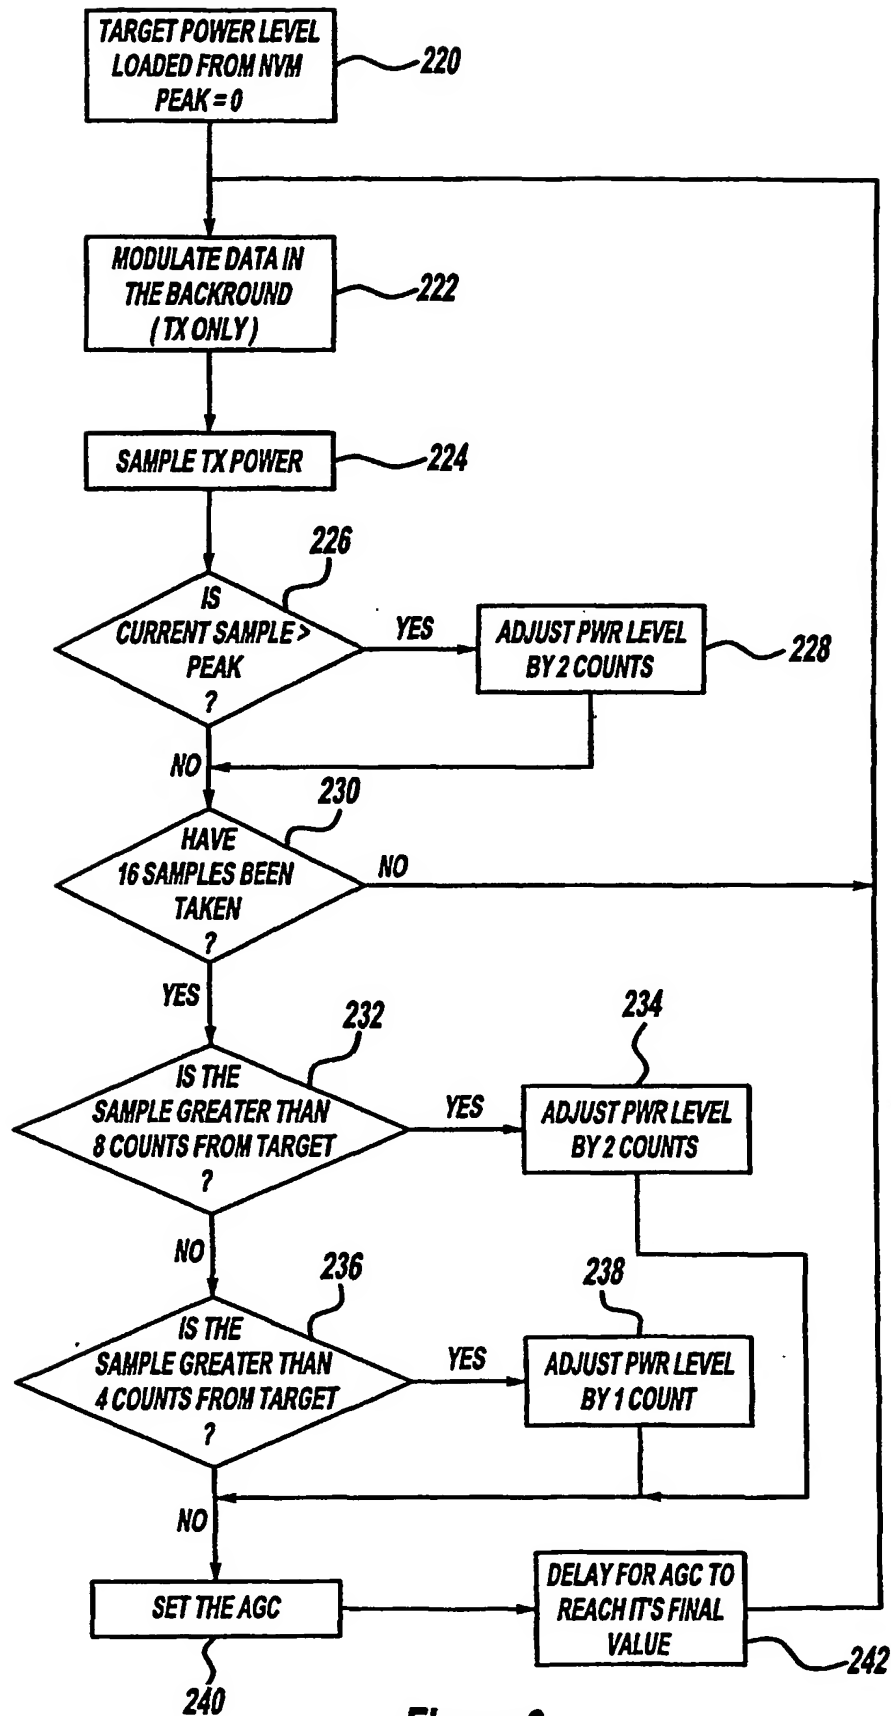 TARGET POWER LEVEL
LOADED FROM NVM
PEAK = 0
220
MODULATE DATA IN
THE BACKROUND
( TX ONLY )
222
SAMPLE TX POWER
224
226
IS
CURRENT SAMPLE >
PEAK
?
YES
ADJUST PWR LEVEL
BY 2 COUNTS
228
NO
230
HAVE
16 SAMPLES BEEN
TAKEN
?
NO
YES
232
IS THE
SAMPLE GREATER THAN
8 COUNTS FROM TARGET
?
YES
234
ADJUST PWR LEVEL
BY 2 COUNTS
NO
236
IS THE
SAMPLE GREATER THAN
4 COUNTS FROM TARGET
?
YES
238
ADJUST PWR LEVEL
BY 1 COUNT
NO
SET THE AGC
240
DELAY FOR AGC TO
REACH IT'S FINAL
VALUE
242